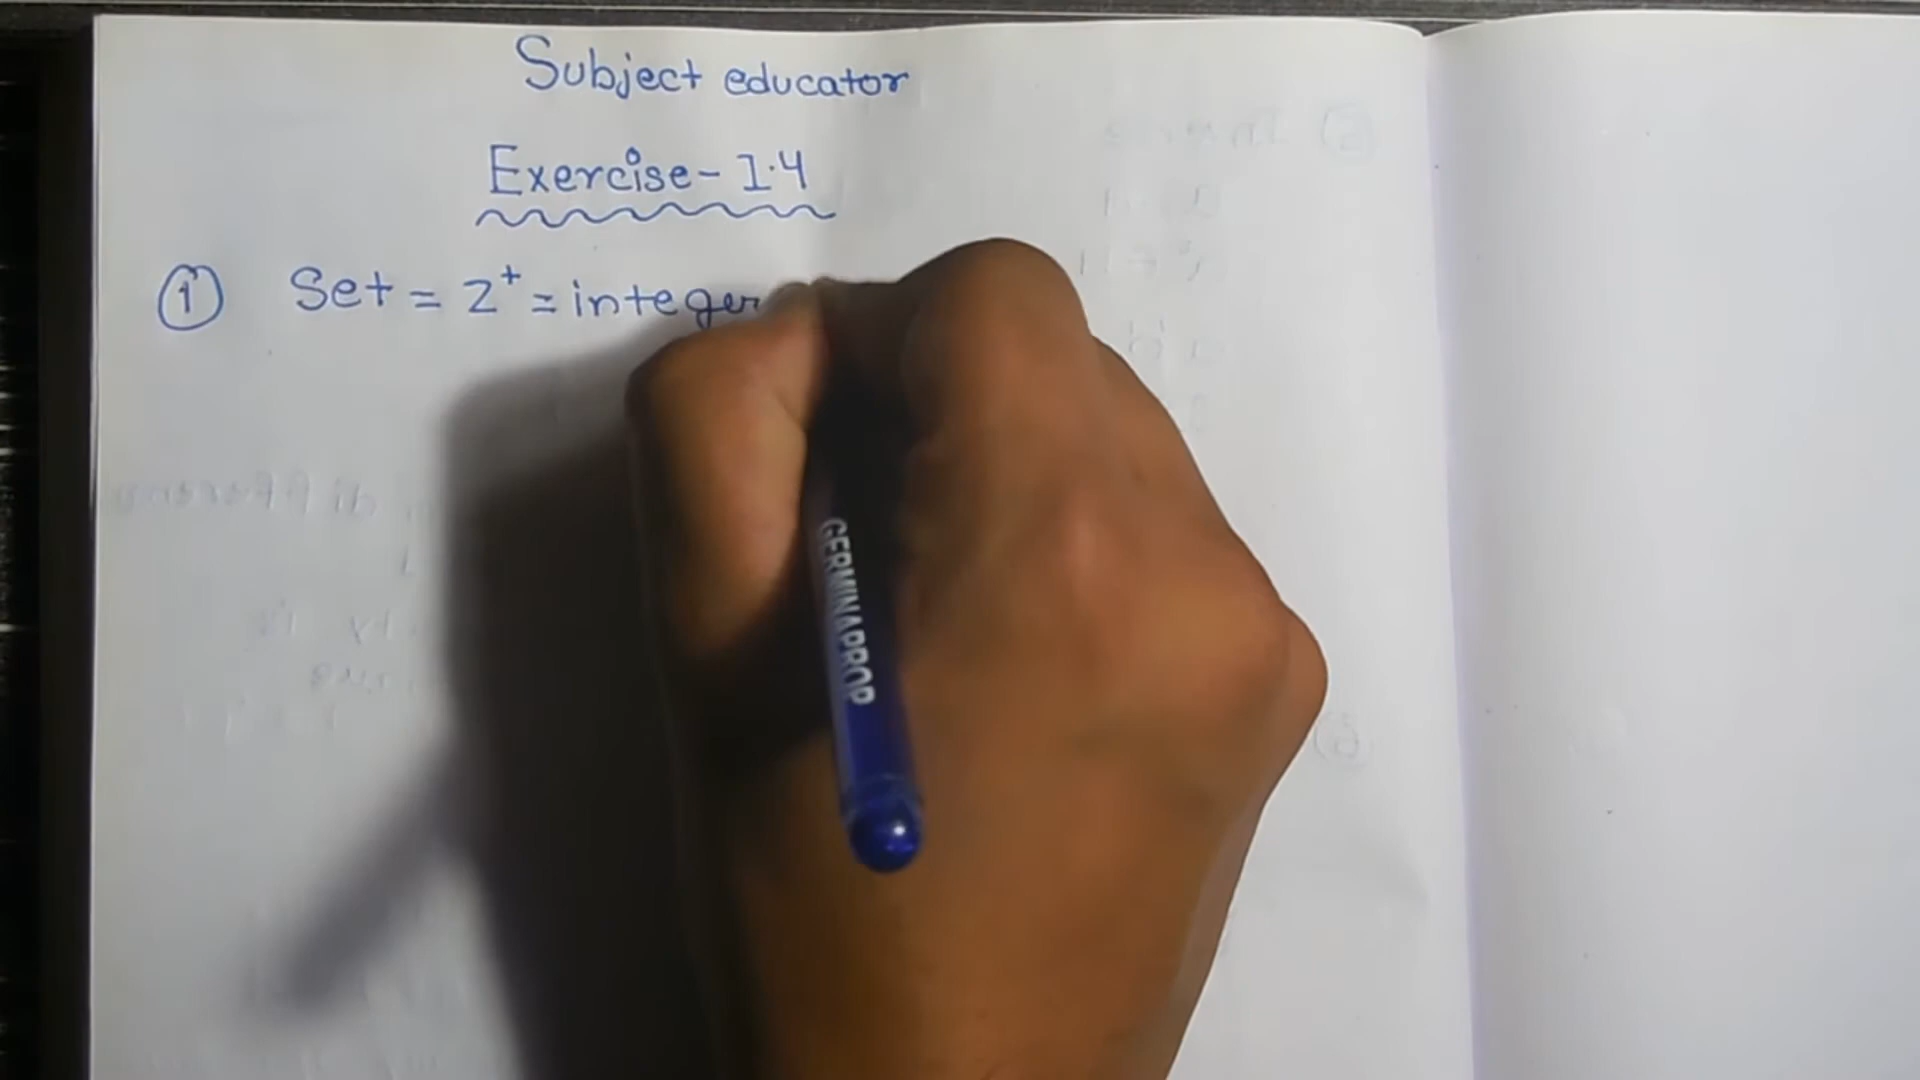 Subject educator
Exercise- 1.4
① Set = Z⁺ = integer
GERMINAPROP